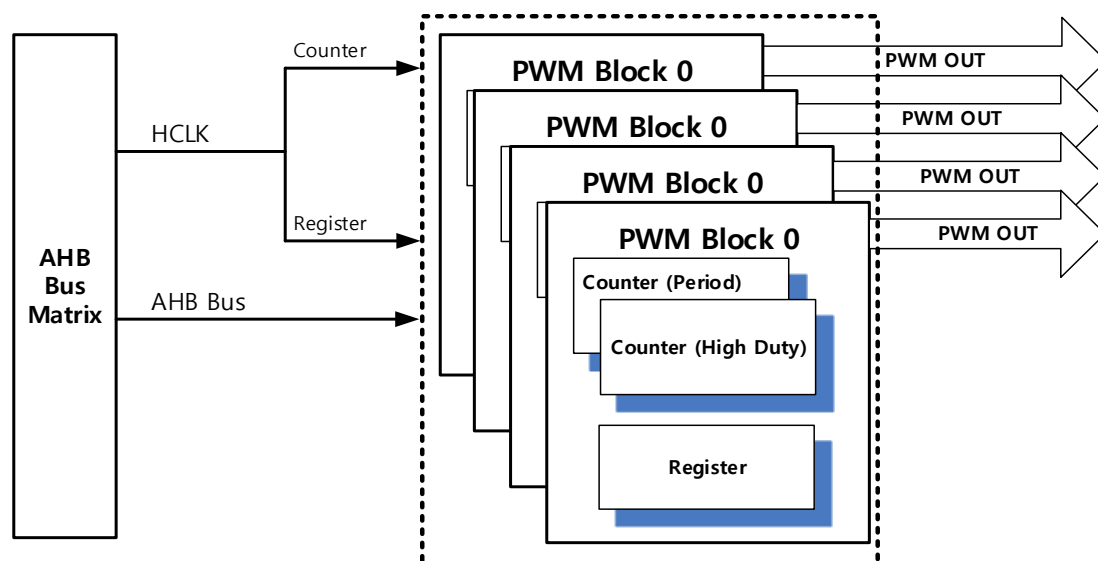 Counter
PWM Block 0
PWM OUT
HCLK
PWM Block 0
PWM OUT
PWM Block 0
PWM OUT
Register
PWM Block 0
PWM OUT
AHB
Bus
Matrix
AHB Bus
Counter (Period)
Counter (High Duty)
Register